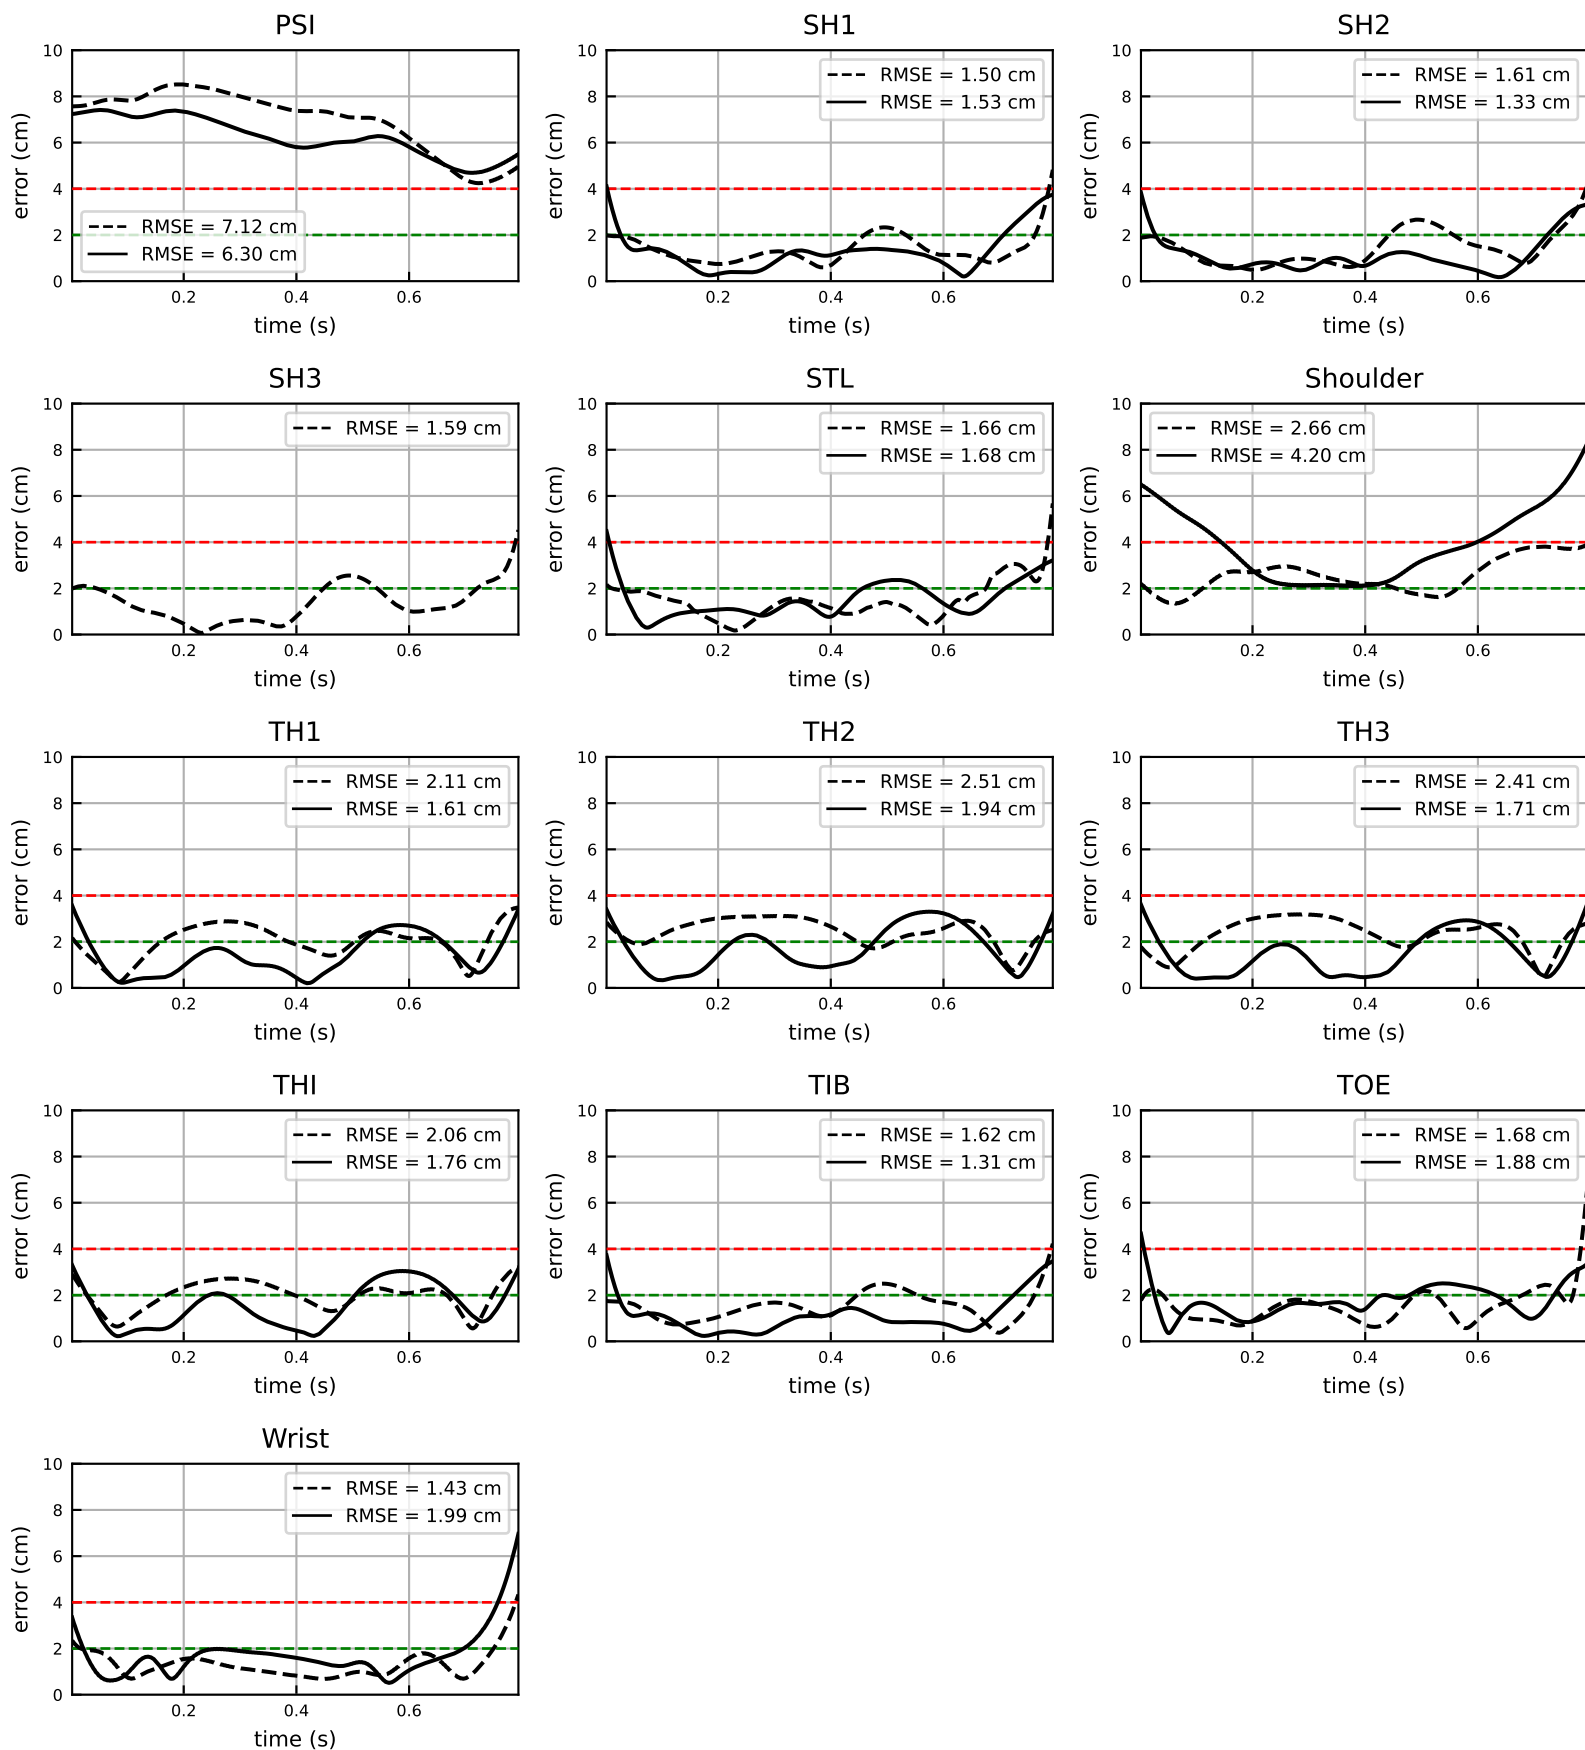 PSI
10
8
6
4
2
0
error (cm)
RMSE = 7.12 cm
RMSE = 6.30 cm
0.2
0.4
0.6
time (s)
SH1
10
8
6
4
2
0
error (cm)
RMSE = 1.50 cm
RMSE = 1.53 cm
0.2
0.4
0.6
time (s)
SH2
10
8
6
4
2
0
error (cm)
RMSE = 1.61 cm
RMSE = 1.33 cm
0.2
0.4
0.6
time (s)
SH3
10
8
6
4
2
0
error (cm)
RMSE = 1.59 cm
0.2
0.4
0.6
time (s)
STL
10
8
6
4
2
0
error (cm)
RMSE = 1.66 cm
RMSE = 1.68 cm
0.2
0.4
0.6
time (s)
Shoulder
10
8
6
4
2
0
error (cm)
RMSE = 2.66 cm
RMSE = 4.20 cm
0.2
0.4
0.6
time (s)
TH1
10
8
6
4
2
0
error (cm)
RMSE = 2.11 cm
RMSE = 1.61 cm
0.2
0.4
0.6
time (s)
TH2
10
8
6
4
2
0
error (cm)
RMSE = 2.51 cm
RMSE = 1.94 cm
0.2
0.4
0.6
time (s)
TH3
10
8
6
4
2
0
error (cm)
RMSE = 2.41 cm
RMSE = 1.71 cm
0.2
0.4
0.6
time (s)
THI
10
8
6
4
2
0
error (cm)
RMSE = 2.06 cm
RMSE = 1.76 cm
0.2
0.4
0.6
time (s)
TIB
10
8
6
4
2
0
error (cm)
RMSE = 1.62 cm
RMSE = 1.31 cm
0.2
0.4
0.6
time (s)
TOE
10
8
6
4
2
0
error (cm)
RMSE = 1.68 cm
RMSE = 1.88 cm
0.2
0.4
0.6
time (s)
Wrist
10
8
6
4
2
0
error (cm)
RMSE = 1.43 cm
RMSE = 1.99 cm
0.2
0.4
0.6
time (s)